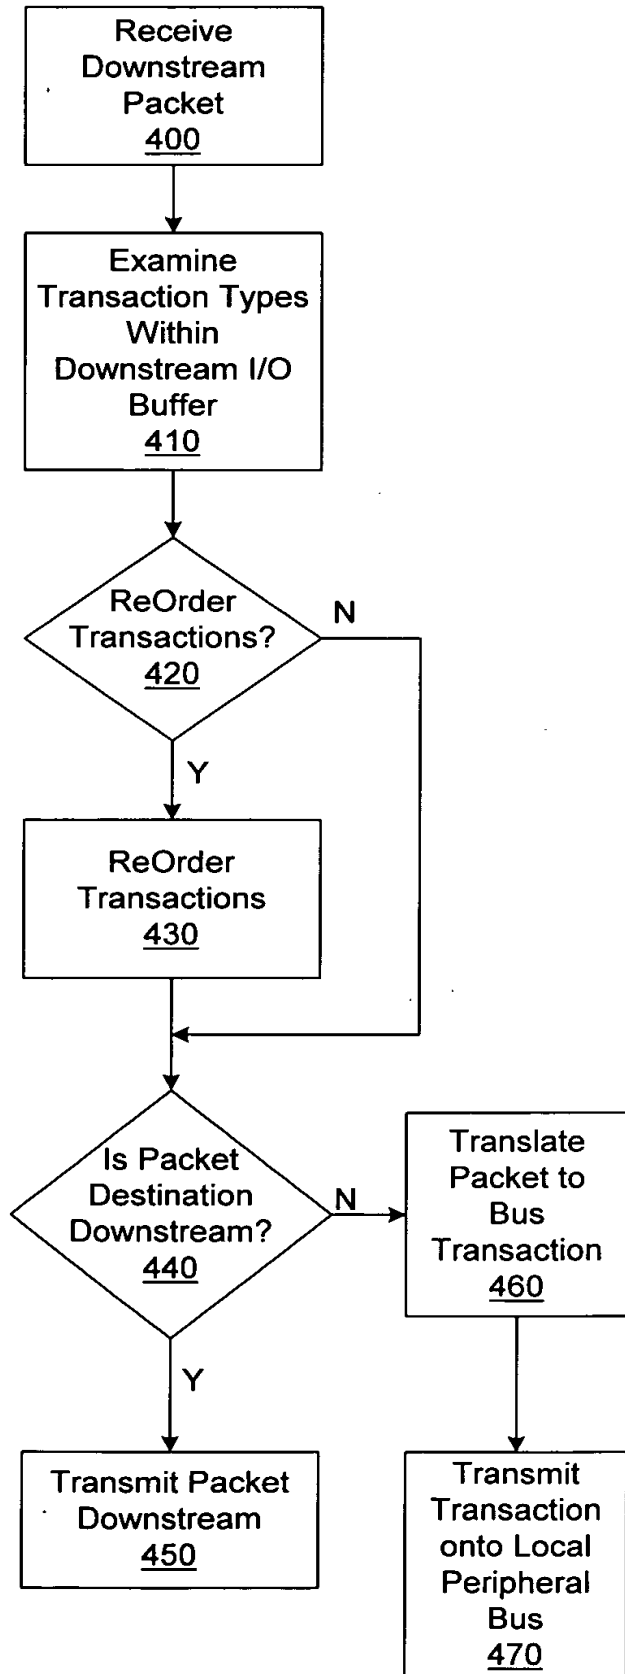 Receive
Downstream
Packet
400
Examine
Transaction Types
Within
Downstream I/O
Buffer
410
ReOrder
Transactions?
420
N
Y
ReOrder
Transactions
430
Is Packet
Destination
Downstream?
440
N
Y
Translate
Packet to
Bus
Transaction
460
Transmit Packet
Downstream
450
Transmit
Transaction
onto Local
Peripheral
Bus
470